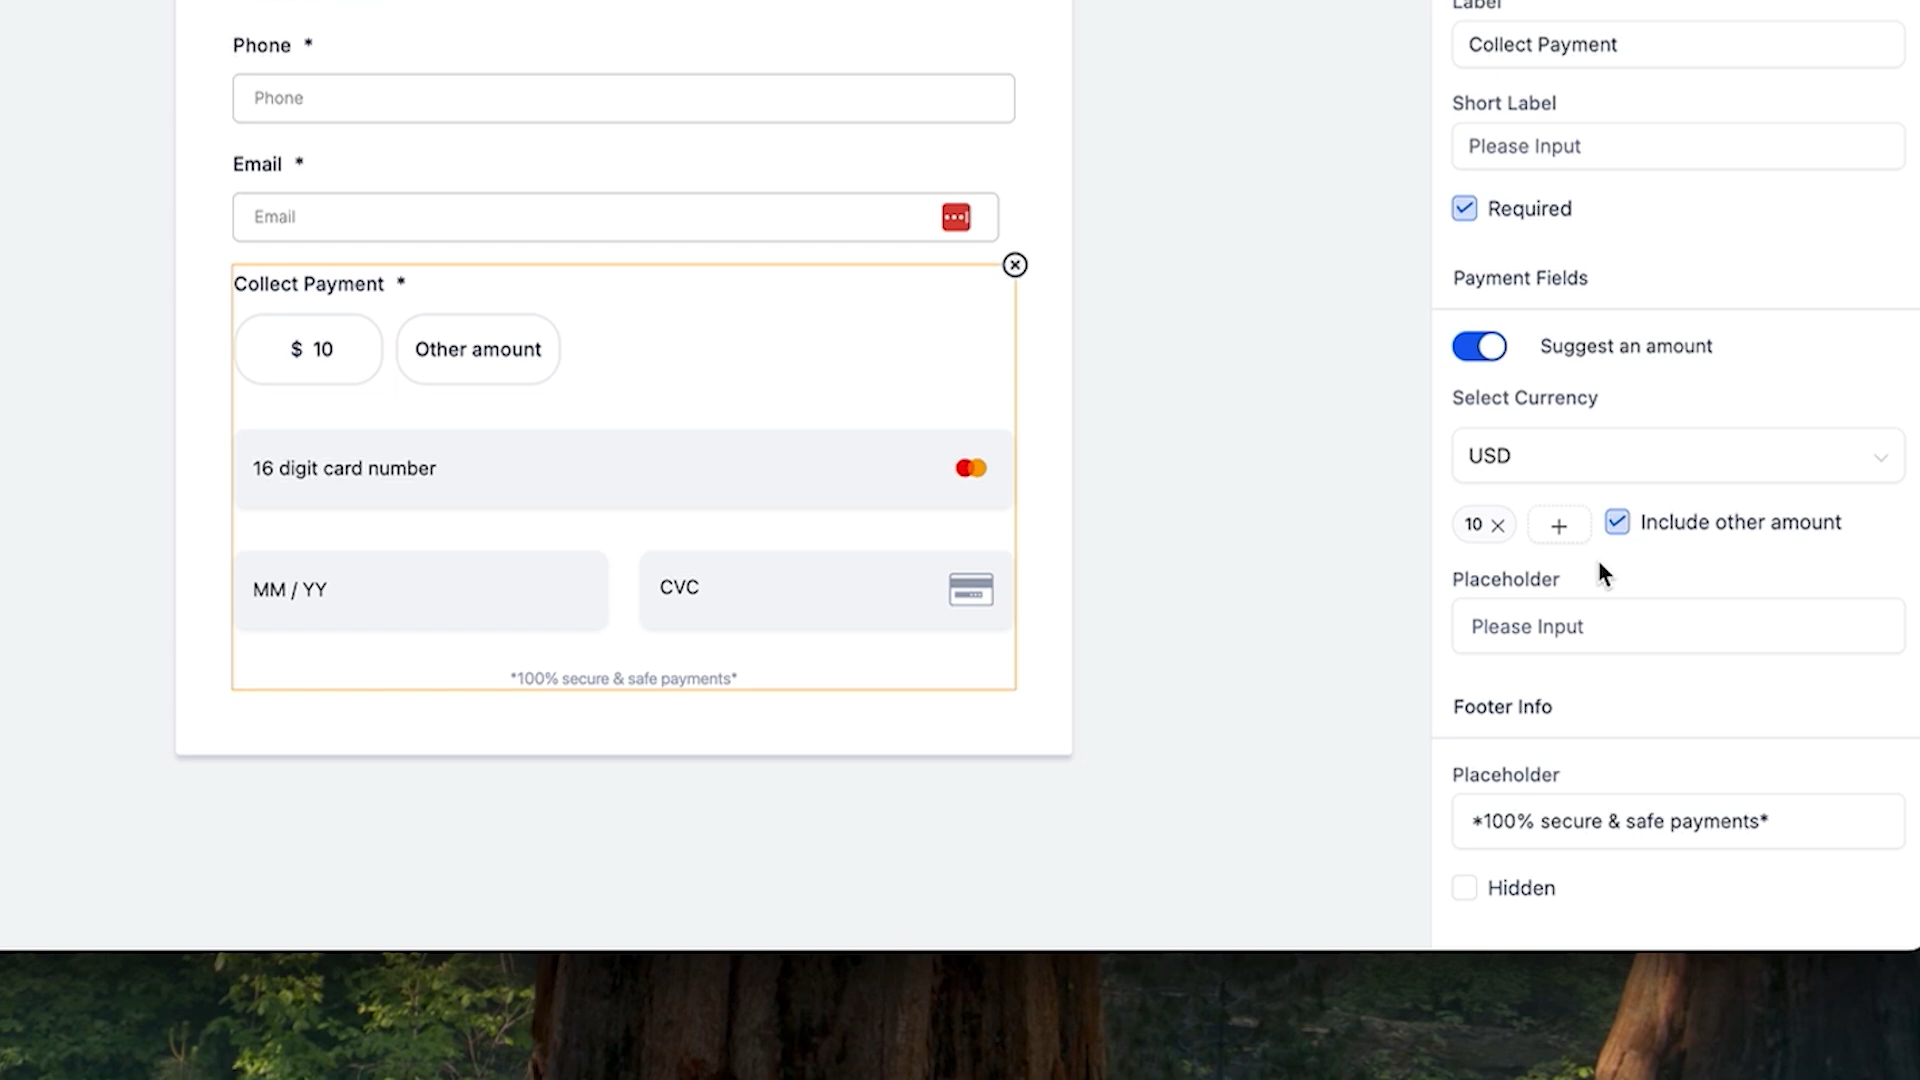 Phone *
Phone
Email *
Email
Collect Payment *
$ 10
Other amount
16 digit card number
MM / YY
CVC
*100% secure & safe payments*
Label
Collect Payment
Short Label
Please Input
Required
Payment Fields
Suggest an amount
Select Currency
USD
10
Include other amount
Placeholder
Please Input
Footer Info
Placeholder
*100% secure & safe payments*
Hidden